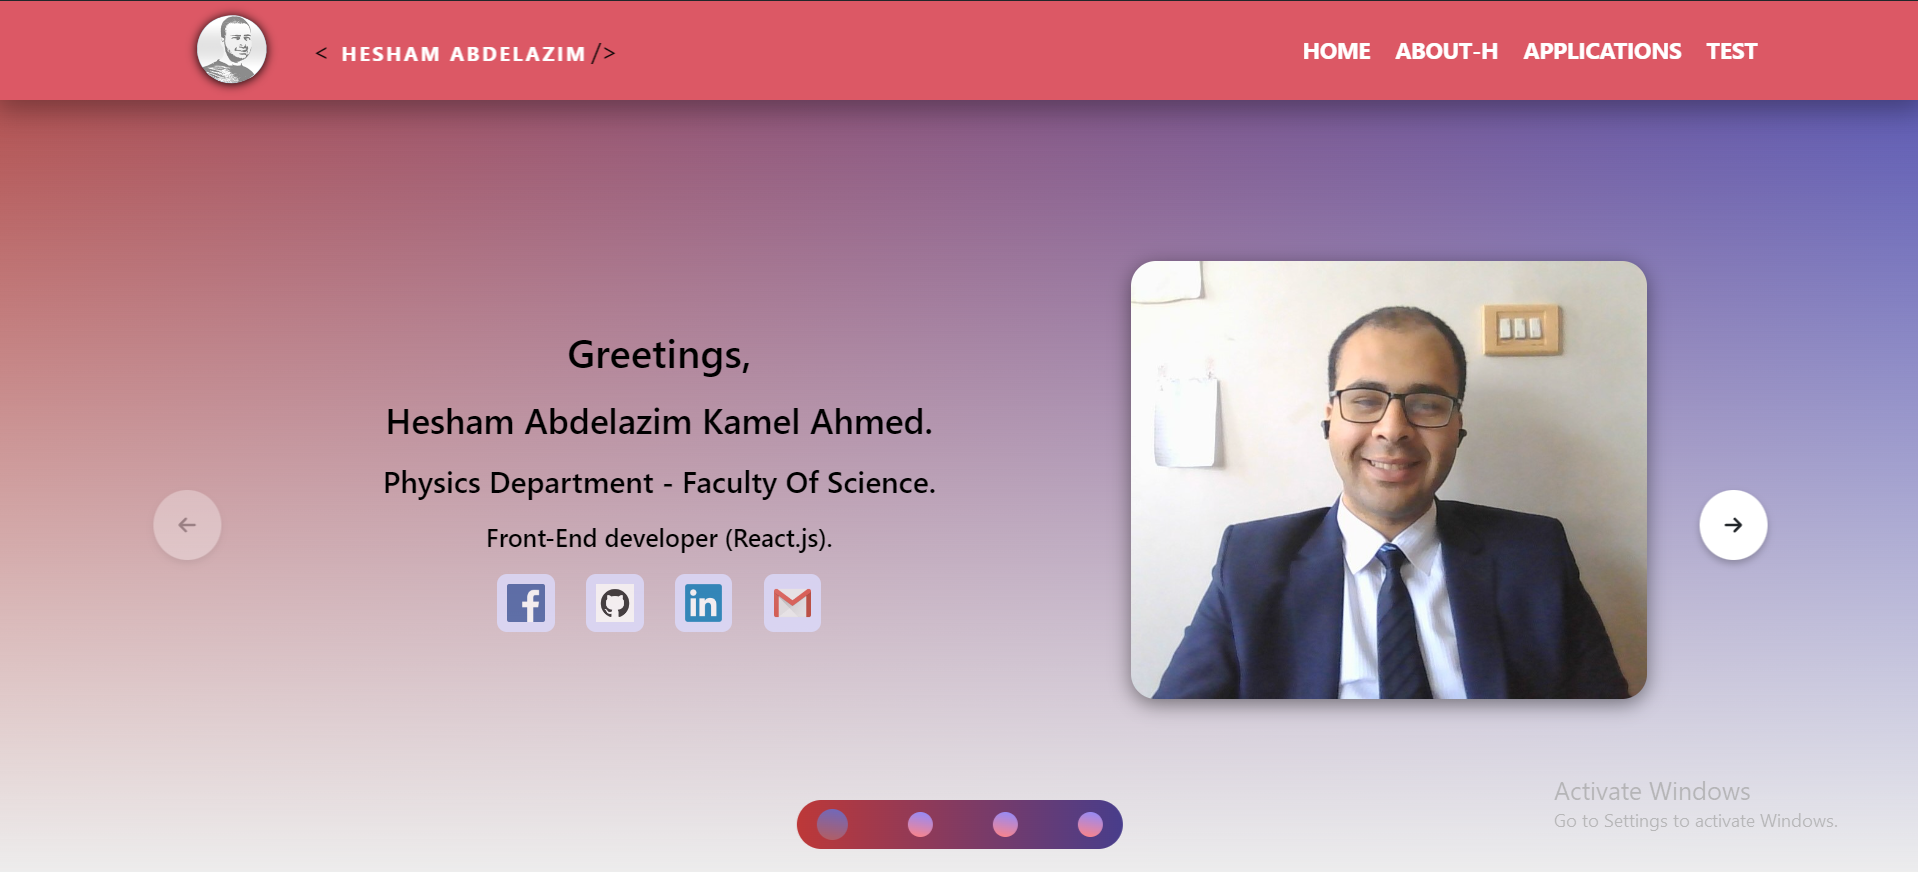 < HESHAM ABDELAZIM />
HOME ABOUT-H APPLICATIONS TEST
Greetings,
Hesham Abdelazim Kamel Ahmed.
Physics Department - Faculty Of Science.
Front-End developer (React.js).
Activate Windows
Go to Settings to activate Windows.